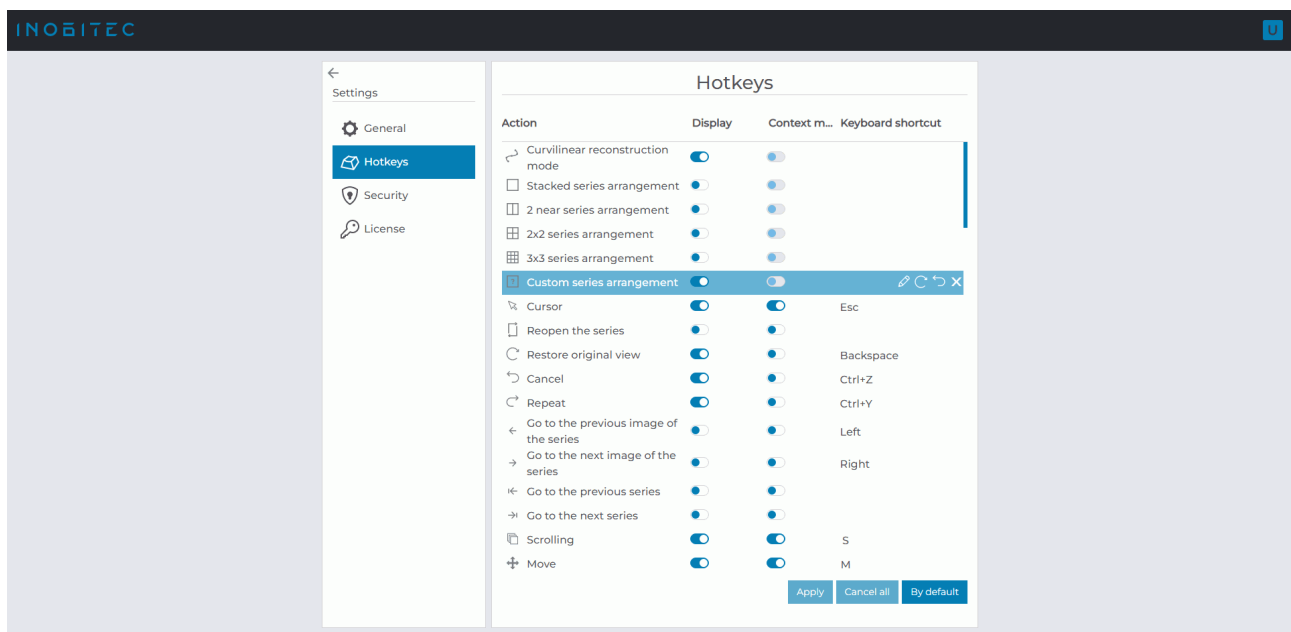 INOBITEC
U
Settings
General
Hotkeys
Security
License
Hotkeys
Action Display Context m... Keyboard shortcut
Curvilinear reconstruction
mode
Stacked series arrangement
2 near series arrangement
2x2 series arrangement
3x3 series arrangement
? Custom series arrangement
Cursor Esc
Reopen the series
Restore original view Backspace
Cancel Ctrl+Z
Repeat Ctrl+Y
Go to the previous image of
the series Left
Go to the next image of the
series Right
Go to the previous series
Go to the next series
Scrolling S
Move M
Apply Cancel all By default